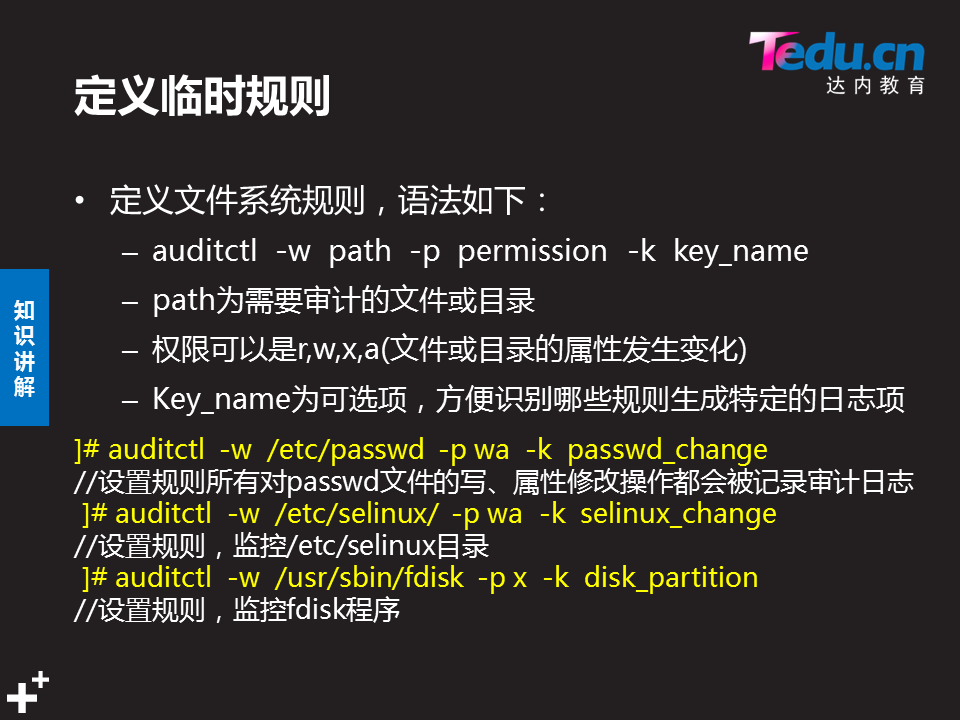 Tedu.cn
达内教育
定义临时规则
• 定义文件系统规则，语法如下：
– auditctl -w path -p permission -k key_name
– path为需要审计的文件或目录
– 权限可以是r,w,x,a(文件或目录的属性发生变化)
– Key_name为可选项，方便识别哪些规则生成特定的日志项
知识讲解
]# auditctl -w /etc/passwd -p wa -k passwd_change
//设置规则所有对passwd文件的写、属性修改操作都会被记录审计日志
]# auditctl -w /etc/selinux/ -p wa -k selinux_change
//设置规则，监控/etc/selinux目录
]# auditctl -w /usr/sbin/fdisk -p x -k disk_partition
//设置规则，监控fdisk程序